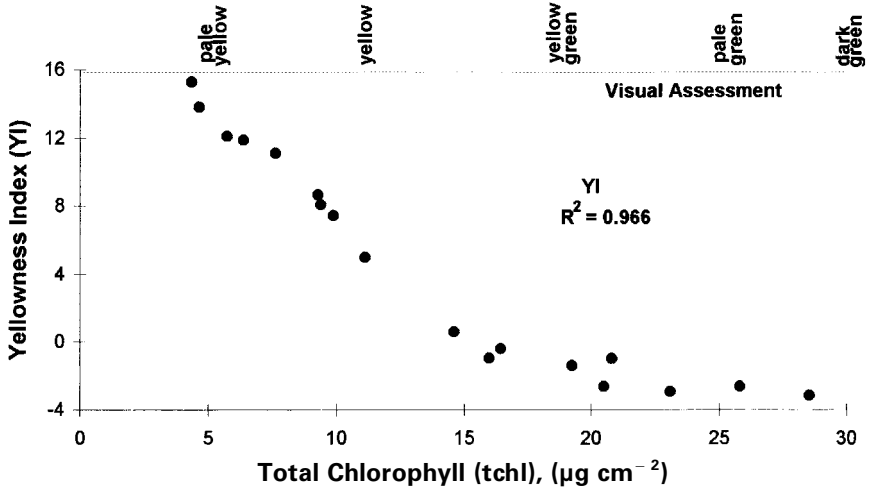 pale
yellow
yellow
yellow
green
pale
green
dark
green
Visual Assessment
YI
R² = 0.966
Yellowness Index (YI)
16
12
8
4
0
-4
0
5
10
15
20
25
30
Total Chlorophyll (tchl), (μg cm⁻²)